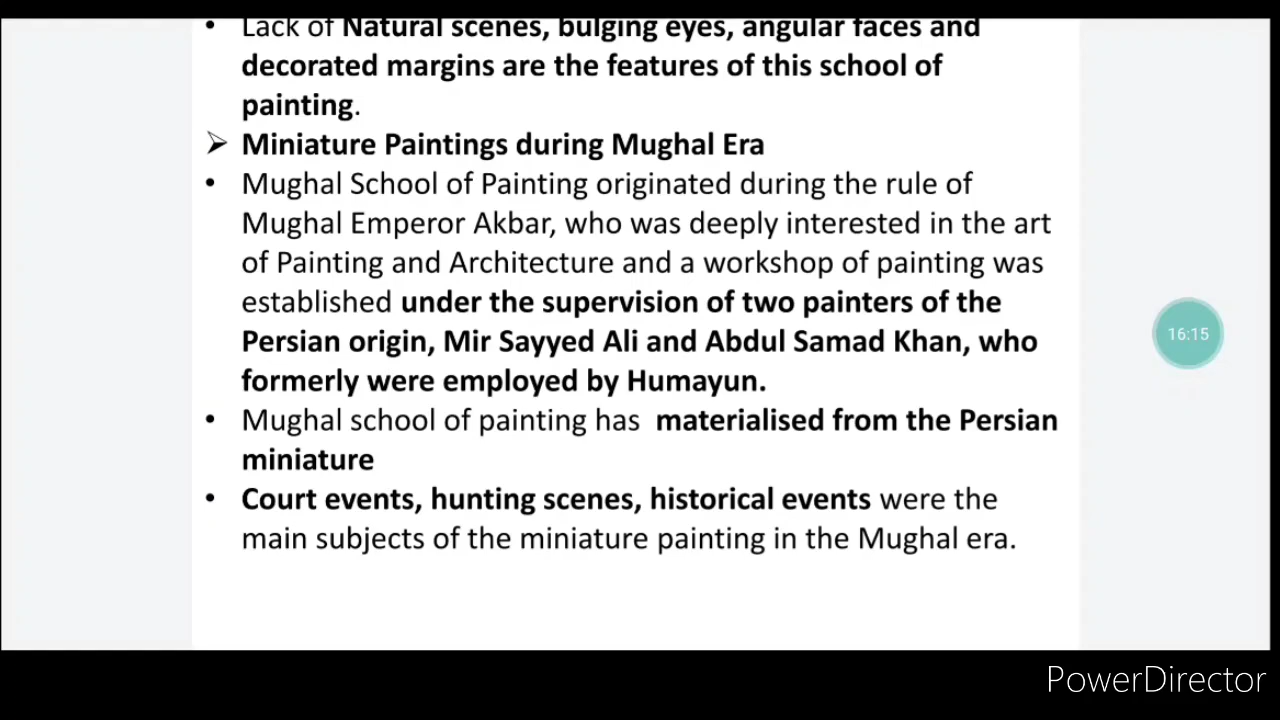 • Lack of Natural scenes, bulging eyes, angular faces and
decorated margins are the features of this school of
painting.
➢ Miniature Paintings during Mughal Era
• Mughal School of Painting originated during the rule of
Mughal Emperor Akbar, who was deeply interested in the art
of Painting and Architecture and a workshop of painting was
established under the supervision of two painters of the
Persian origin, Mir Sayyed Ali and Abdul Samad Khan, who
formerly were employed by Humayun.
• Mughal school of painting has materialised from the Persian
miniature
• Court events, hunting scenes, historical events were the
main subjects of the miniature painting in the Mughal era.
16:15
PowerDirector